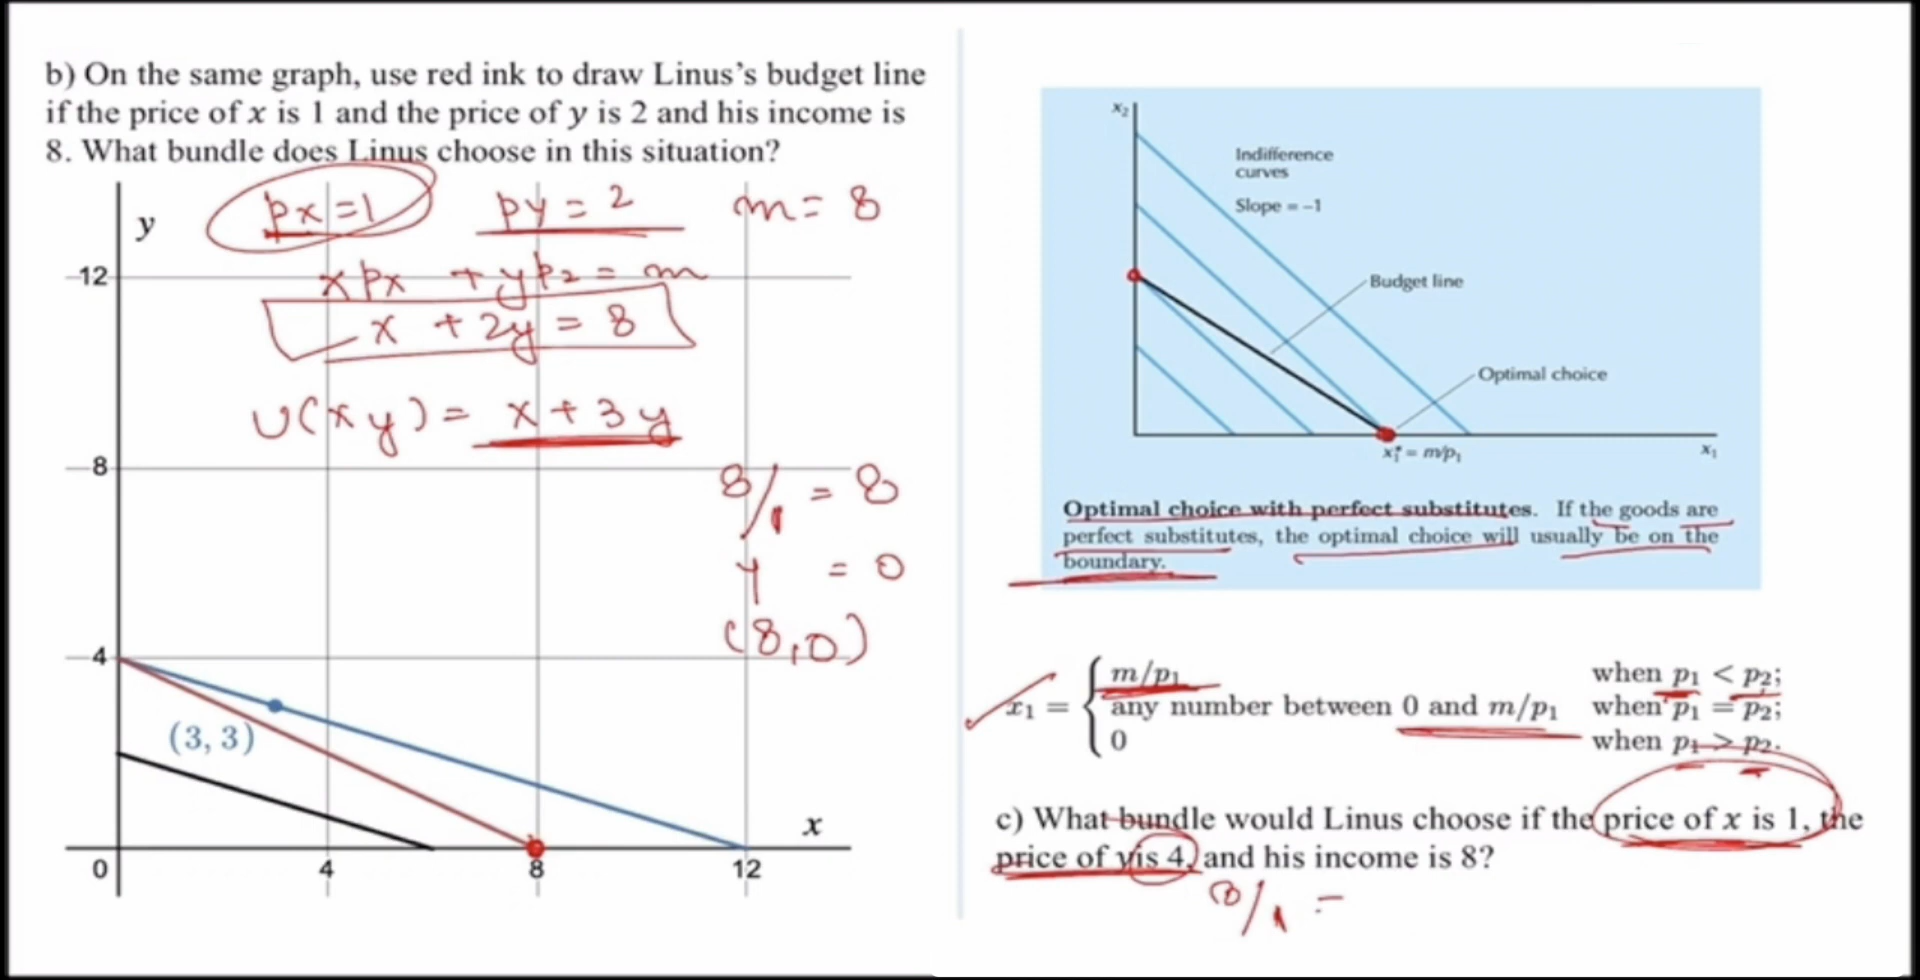 b) On the same graph, use red ink to draw Linus’s budget line
if the price of x is 1 and the price of y is 2 and his income is
8. What bundle does Linus choose in this situation?
px = 1 py = 2 m = 8
y
12
x px + y p2 = m
x + 2y = 8
U(x y) = x + 3y
8
8/1 = 8
y = 0
(8,0)
4
(3, 3)
x
0 4 8 12
x2
Indifference
curves
Slope = -1
Budget line
Optimal choice
x1* = m/p1
x1
Optimal choice with perfect substitutes. If the goods are
perfect substitutes, the optimal choice will usually be on the
boundary.
x1 = { m/p1 when p1 < p2;
any number between 0 and m/p1 when p1 = p2;
0 when p1 > p2.
c) What bundle would Linus choose if the price of x is 1, the
price of y is 4, and his income is 8?
8/1 =